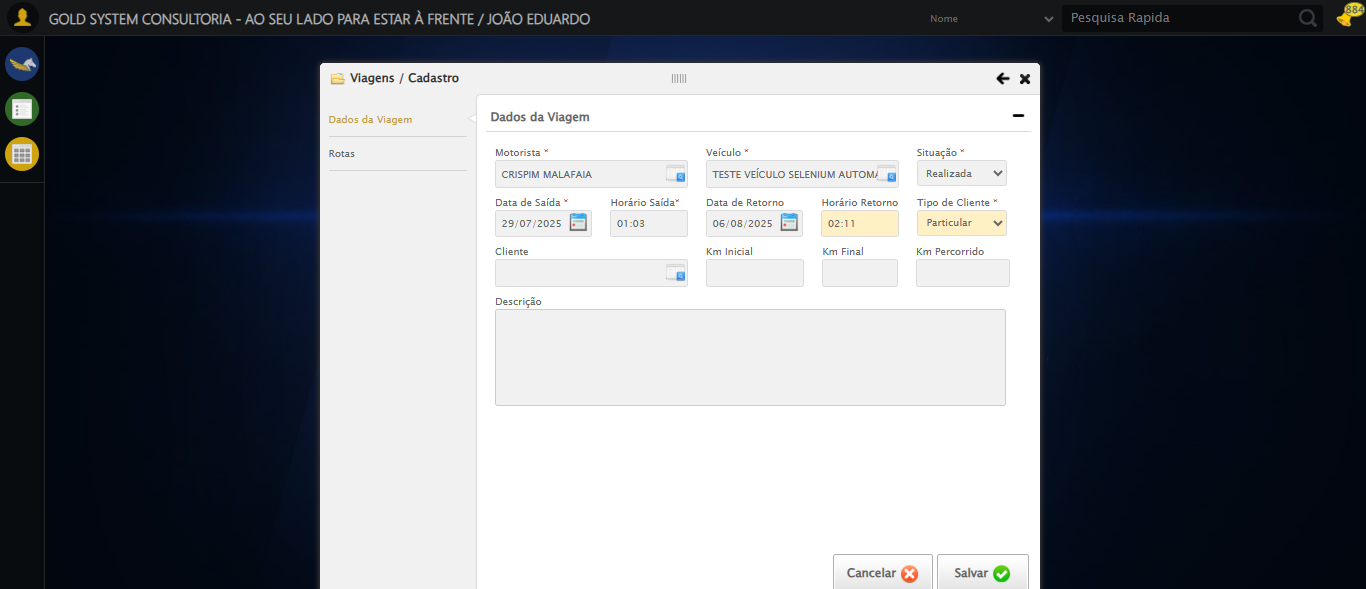 GOLD SYSTEM CONSULTORIA - AO SEU LADO PARA ESTAR À FRENTE / JOÃO EDUARDO
Nome
Pesquisa Rapida
884
Viagens / Cadastro
Dados da Viagem
Rotas
Dados da Viagem
Motorista * Veículo * Situação *
CRISPIM MALAFAIA TESTE VEÍCULO SELENIUM AUTOMA Realizada
Data de Saída * Horário Saída* Data de Retorno Horário Retorno Tipo de Cliente *
29/07/2025 01:03 06/08/2025 02:11 Particular
Cliente Km Inicial Km Final Km Percorrido
Descrição
Cancelar Salvar